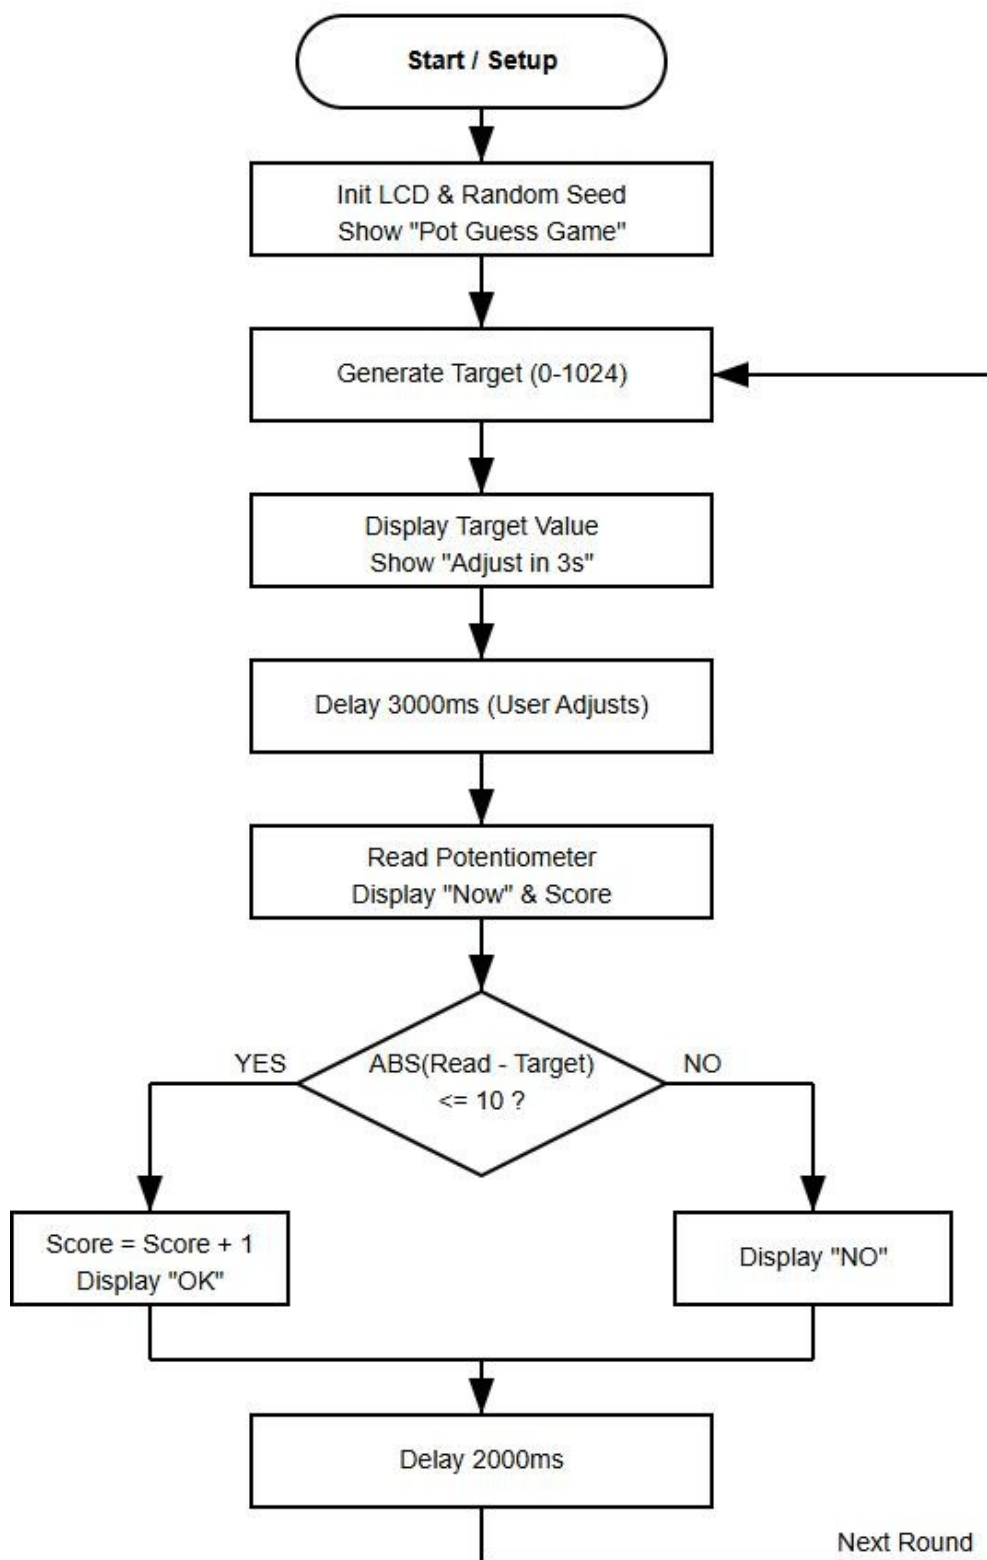 Start / Setup
Init LCD & Random Seed
Show "Pot Guess Game"
Generate Target (0-1024)
Display Target Value
Show "Adjust in 3s"
Delay 3000ms (User Adjusts)
Read Potentiometer
Display "Now" & Score
YES
ABS(Read - Target)
<= 10 ?
NO
Score = Score + 1
Display "OK"
Display "NO"
Delay 2000ms
Next Round